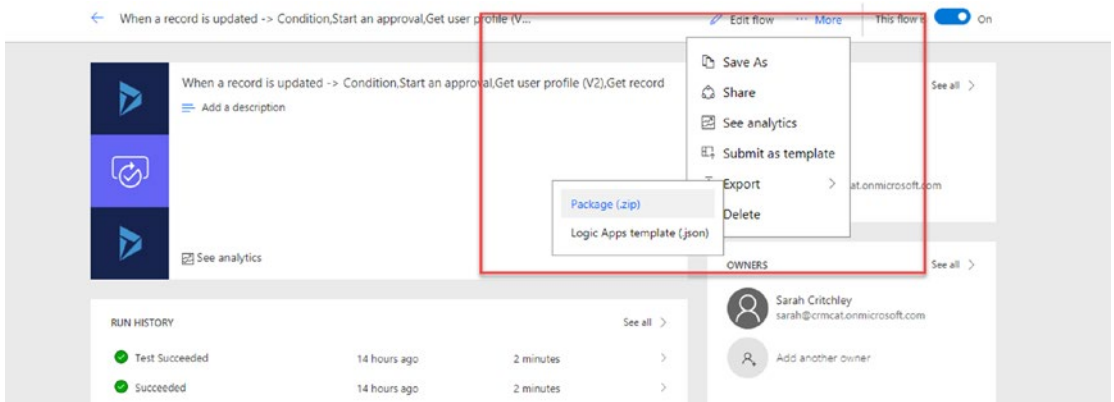 When a record is updated -> Condition,Start an approval,Get user profile (V...
Edit flow
More
This flow is
On
When a record is updated -> Condition,Start an approval,Get user profile (V2),Get record
Add a description
See analytics
Save As
Share
See analytics
Submit as template
Export
Delete
Package (.zip)
Logic Apps template (.json)
See all
at.onmicrosoft.com
OWNERS
See all
Sarah Critchley
sarah@crmcat.onmicrosoft.com
Add another owner
RUN HISTORY
See all
Test Succeeded 14 hours ago 2 minutes
Succeeded 14 hours ago 2 minutes